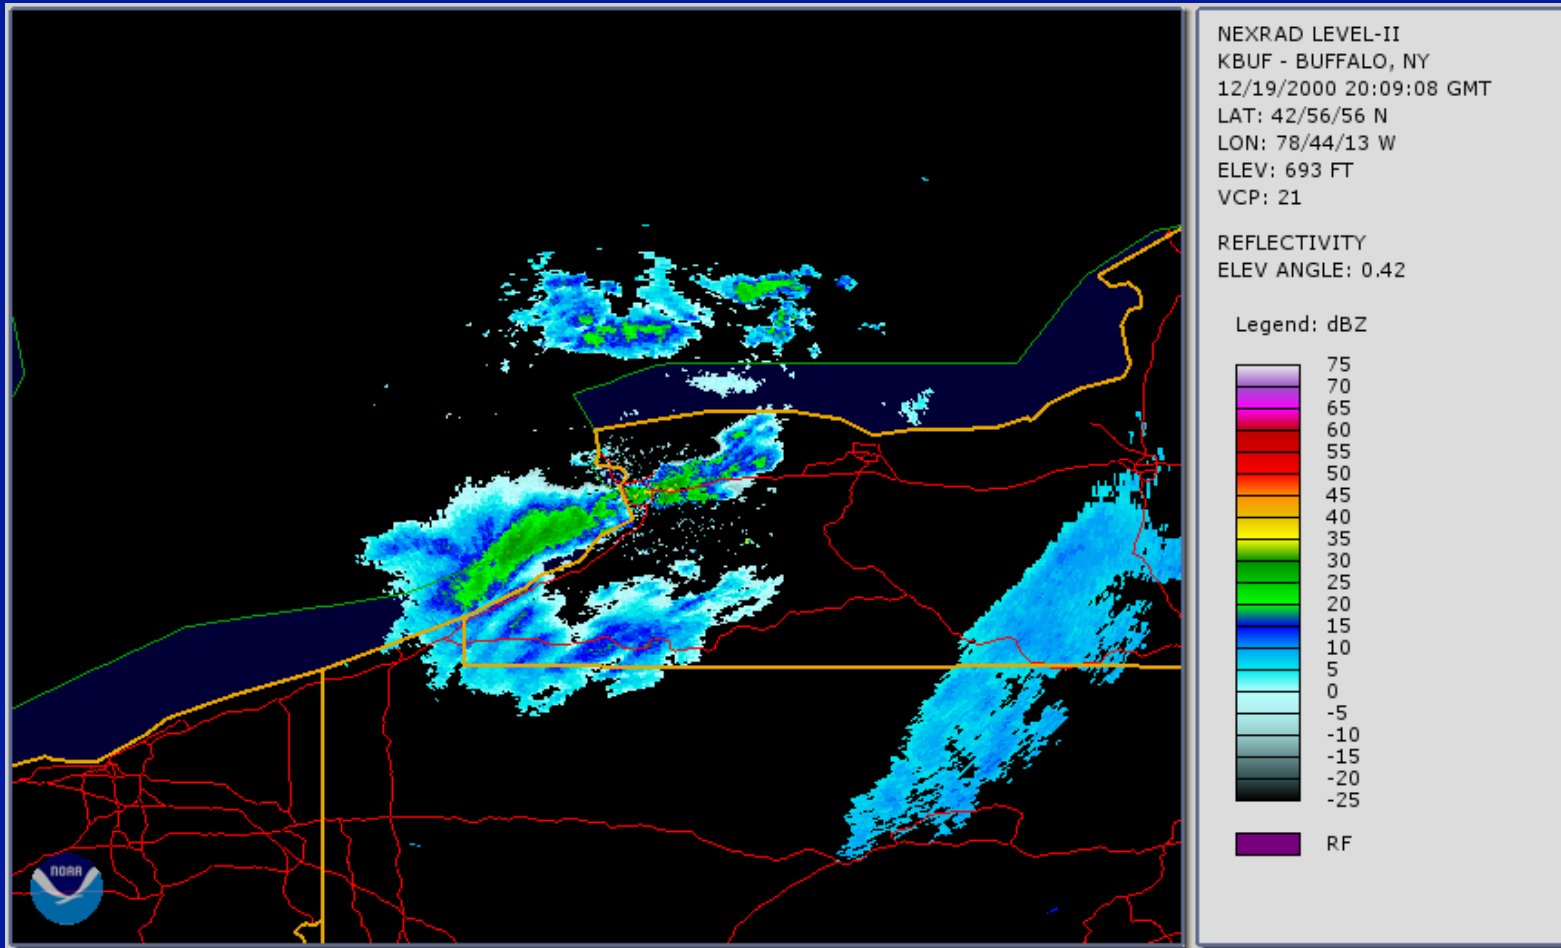 NEXRAD LEVEL-II
KBUF - BUFFALO, NY
12/19/2000 20:09:08 GMT
LAT: 42/56/56 N
LON: 78/44/13 W
ELEV: 693 FT
VCP: 21
REFLECTIVITY
ELEV ANGLE: 0.42
Legend: dBZ
75
70
65
60
55
50
45
40
35
30
25
20
15
10
5
0
-5
-10
-15
-20
-25
RF
NOAA